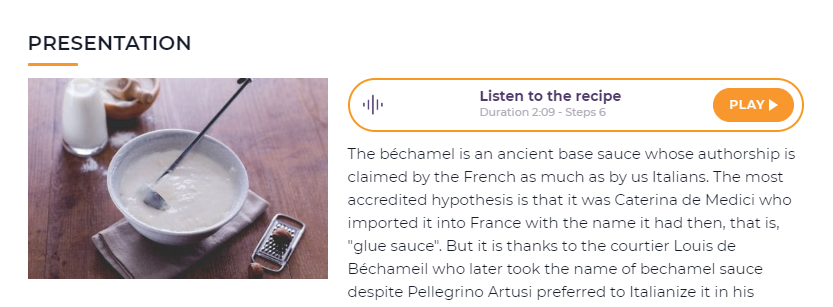 PRESENTATION
Listen to the recipe
Duration 2:09 - Steps 6
PLAY
The béchamel is an ancient base sauce whose authorship is
claimed by the French as much as by us Italians. The most
accredited hypothesis is that it was Caterina de Medici who
imported it into France with the name it had then, that is,
"glue sauce". But it is thanks to the courtier Louis de
Béchameil who later took the name of bechamel sauce
despite Pellegrino Artusi preferred to Italianize it in his